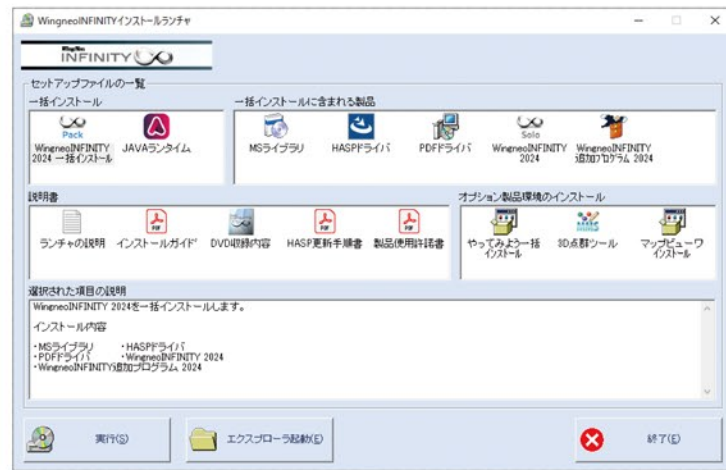 WingneoINFINITYインストールランチャ
WingNeo
INFINITY
セットアップファイルの一覧
一括インストール
Pack
WingneoINFINITY
2024 一括インストール
JAVAランタイム
一括インストールに含まれる製品
MSライブラリ
HASPドライバ
PDFドライバ
Solo
WingneoINFINITY
2024
WingneoINFINITY
追加プログラム 2024
説明書
ランチャの説明
PDF
インストールガイド
DVD収録内容
PDF
HASP更新手順書
PDF
製品使用許諾書
オプション製品環境のインストール
やってみよう一括
インストール
3D点群ツール
マップビューワ
インストール
選択された項目の説明
WingneoINFINITY 2024を一括インストールします。
インストール内容
・MSライブラリ ・HASPドライバ
・PDFドライバ ・WingneoINFINITY 2024
・WingneoINFINITY追加プログラム 2024
実行(S)
エクスプローラ起動(E)
終了(E)